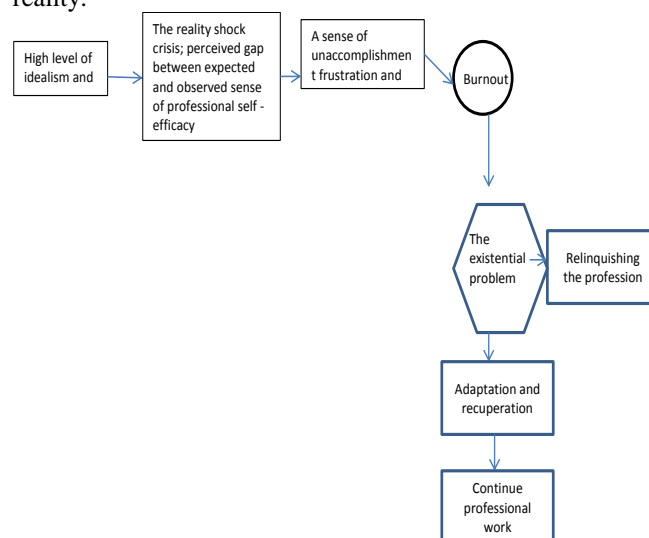 reality.
High level of
idealism and
The reality shock
crisis; perceived gap
between expected
and observed sense
of professional self -
efficacy
A sense of
unaccomplishmen
t frustration and
Burnout
The
existential
problem
Relinquishing
the profession
Adaptation and
recuperation
Continue
professional
work